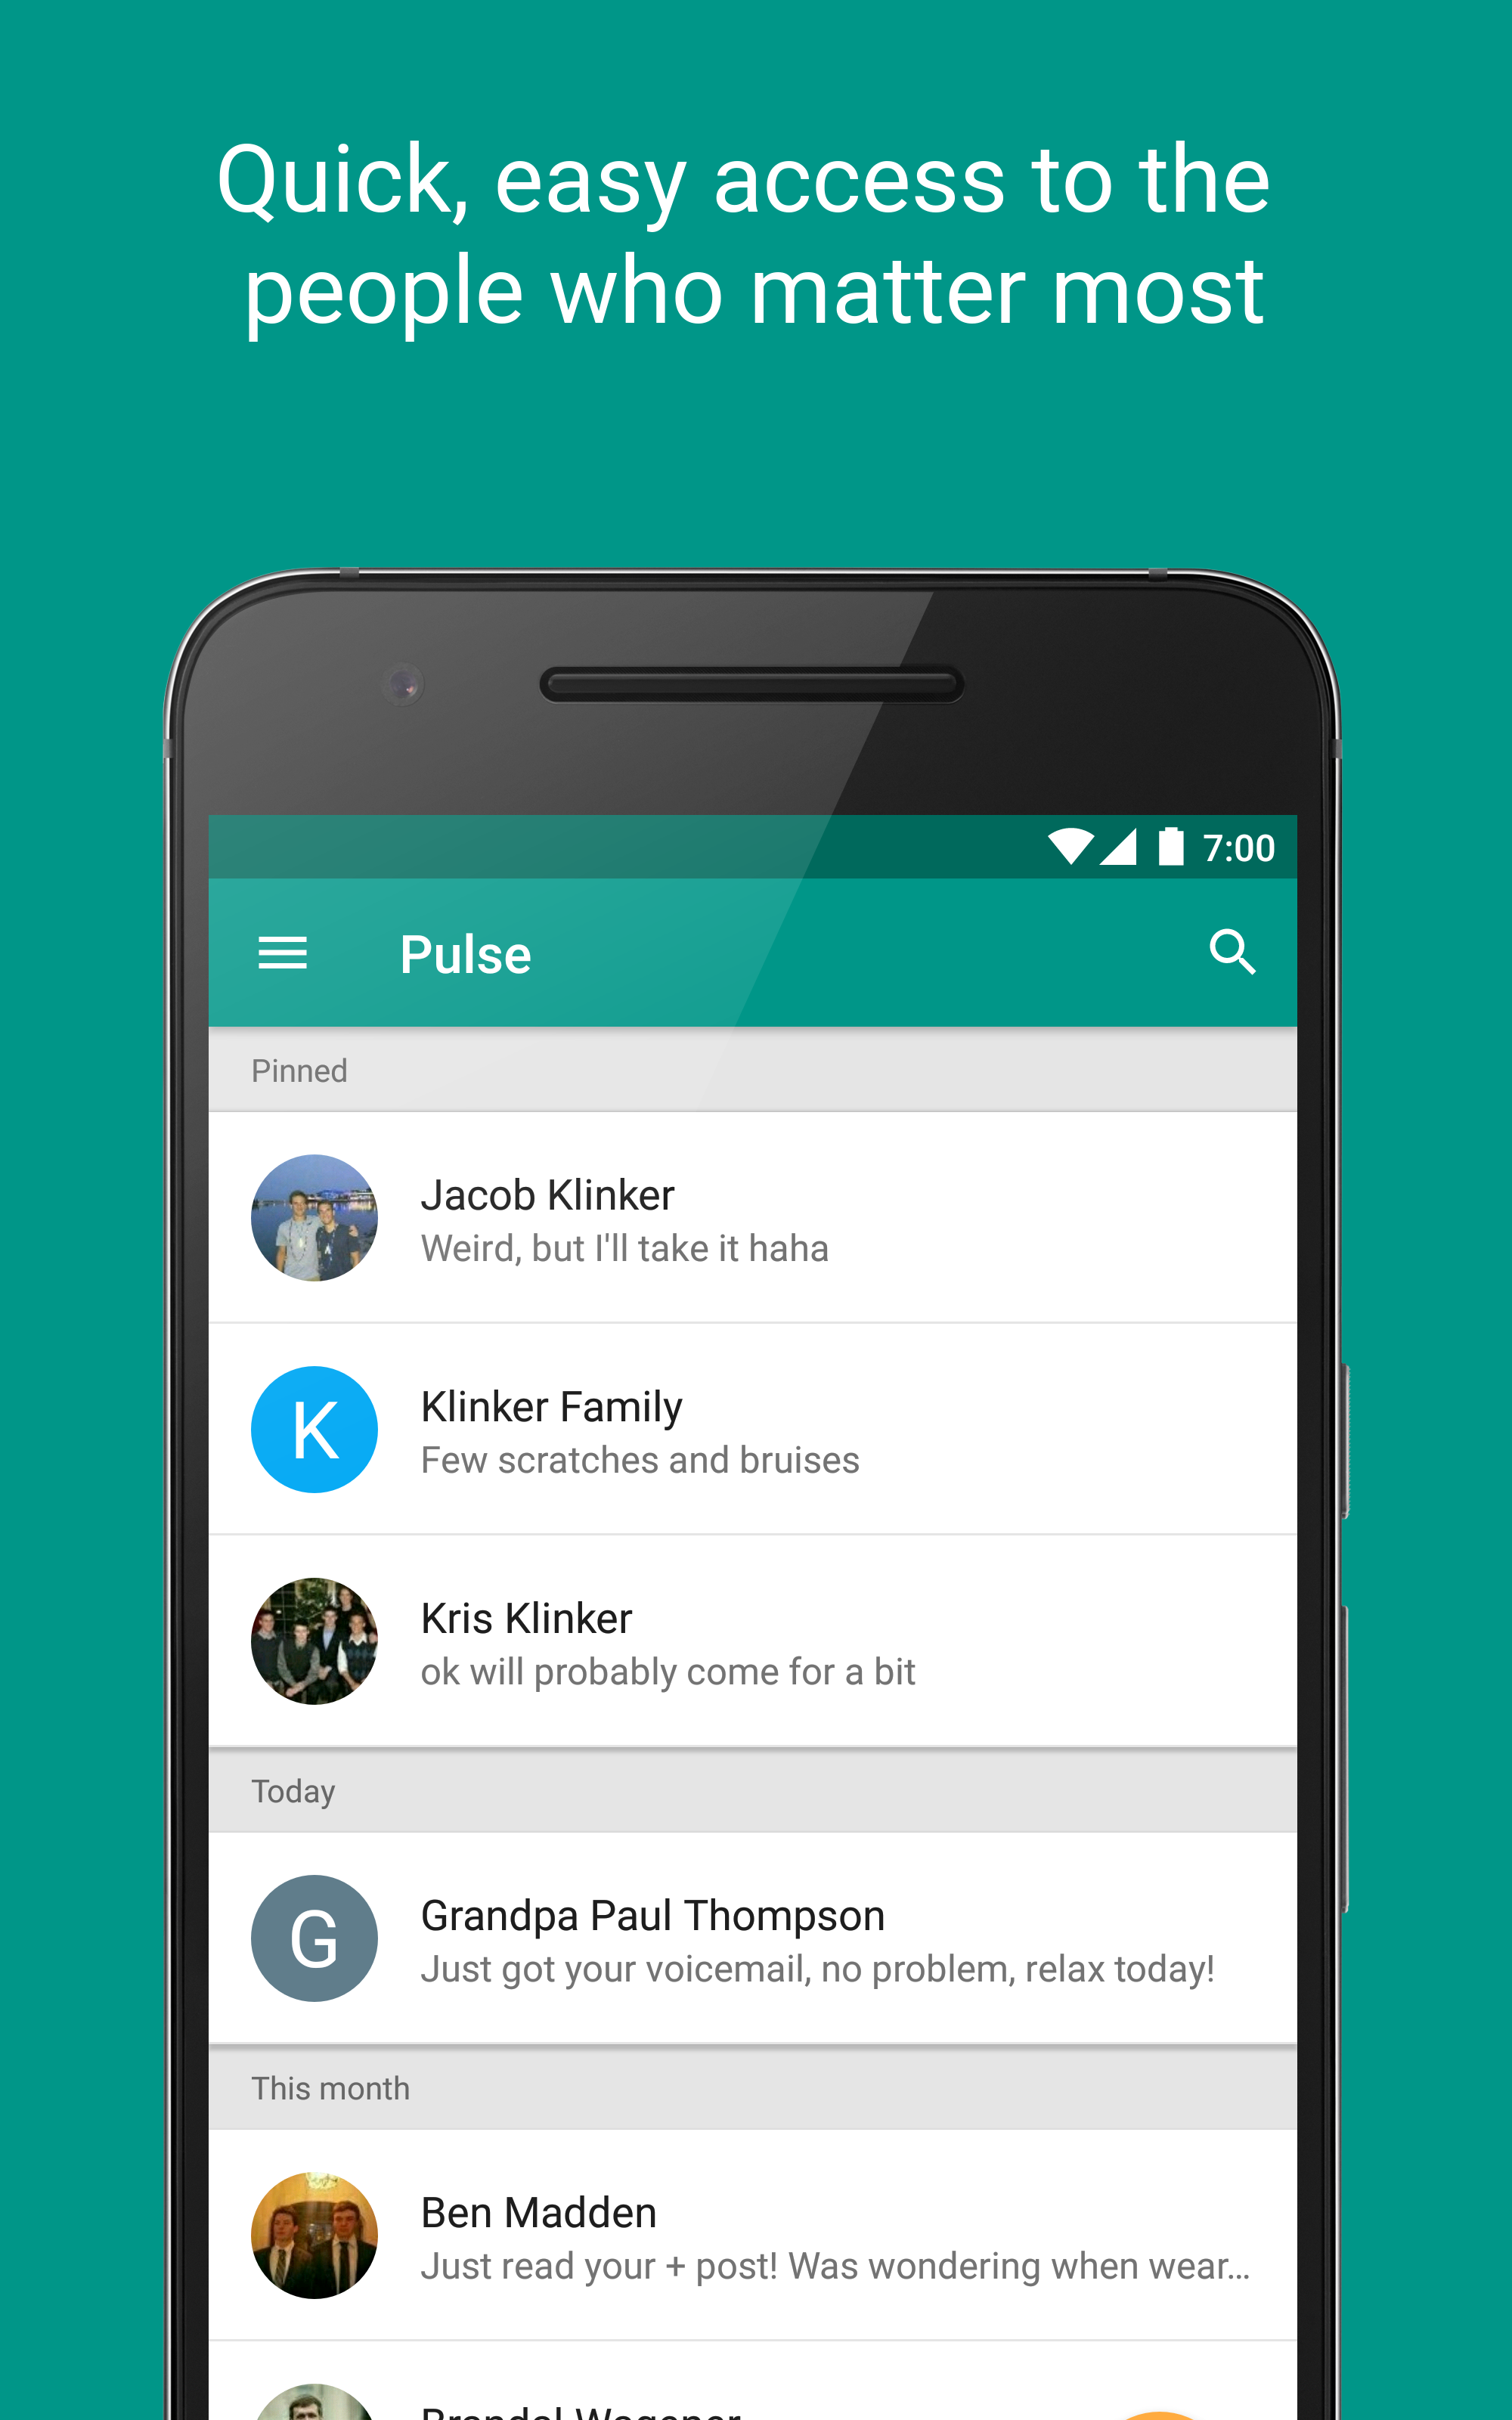 Quick, easy access to the
people who matter most
7:00
Pulse
Pinned
Jacob Klinker
Weird, but I'll take it haha
K
Klinker Family
Few scratches and bruises
Kris Klinker
ok will probably come for a bit
Today
G
Grandpa Paul Thompson
Just got your voicemail, no problem, relax today!
This month
Ben Madden
Just read your + post! Was wondering when wear...